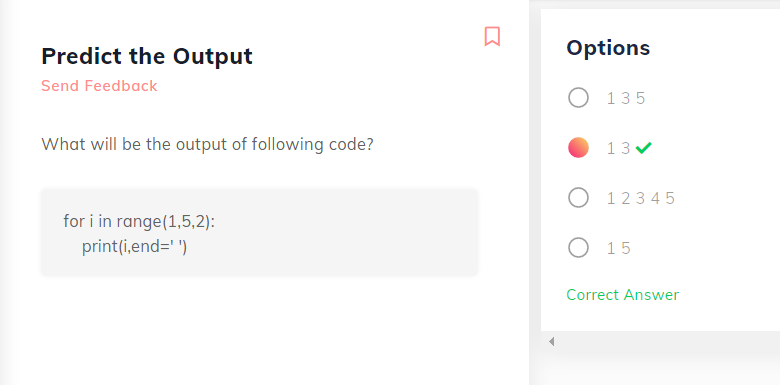 Predict the Output
Send Feedback
What will be the output of following code?
for i in range(1,5,2):
print(i,end=' ')
Options
1 3 5
1 3
1 2 3 4 5
1 5
Correct Answer